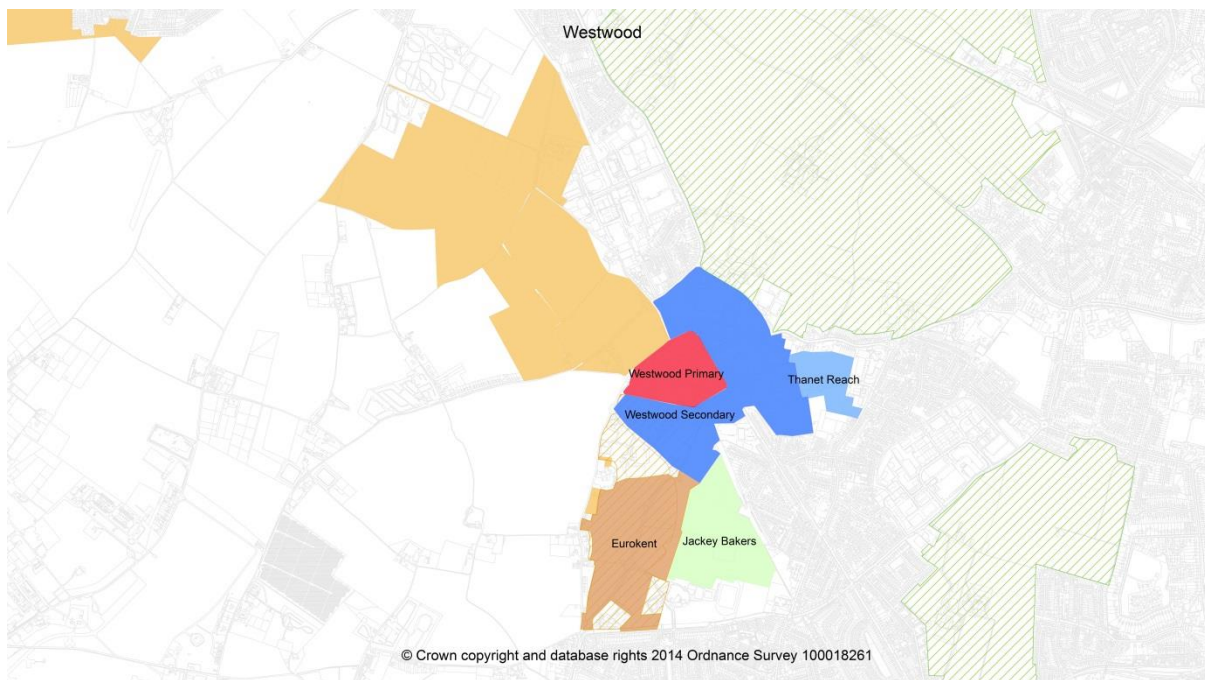 Westwood
Westwood Primary
Thanet Reach
Westwood Secondary
Eurokent
Jackey Bakers
© Crown copyright and database rights 2014 Ordnance Survey 100018261